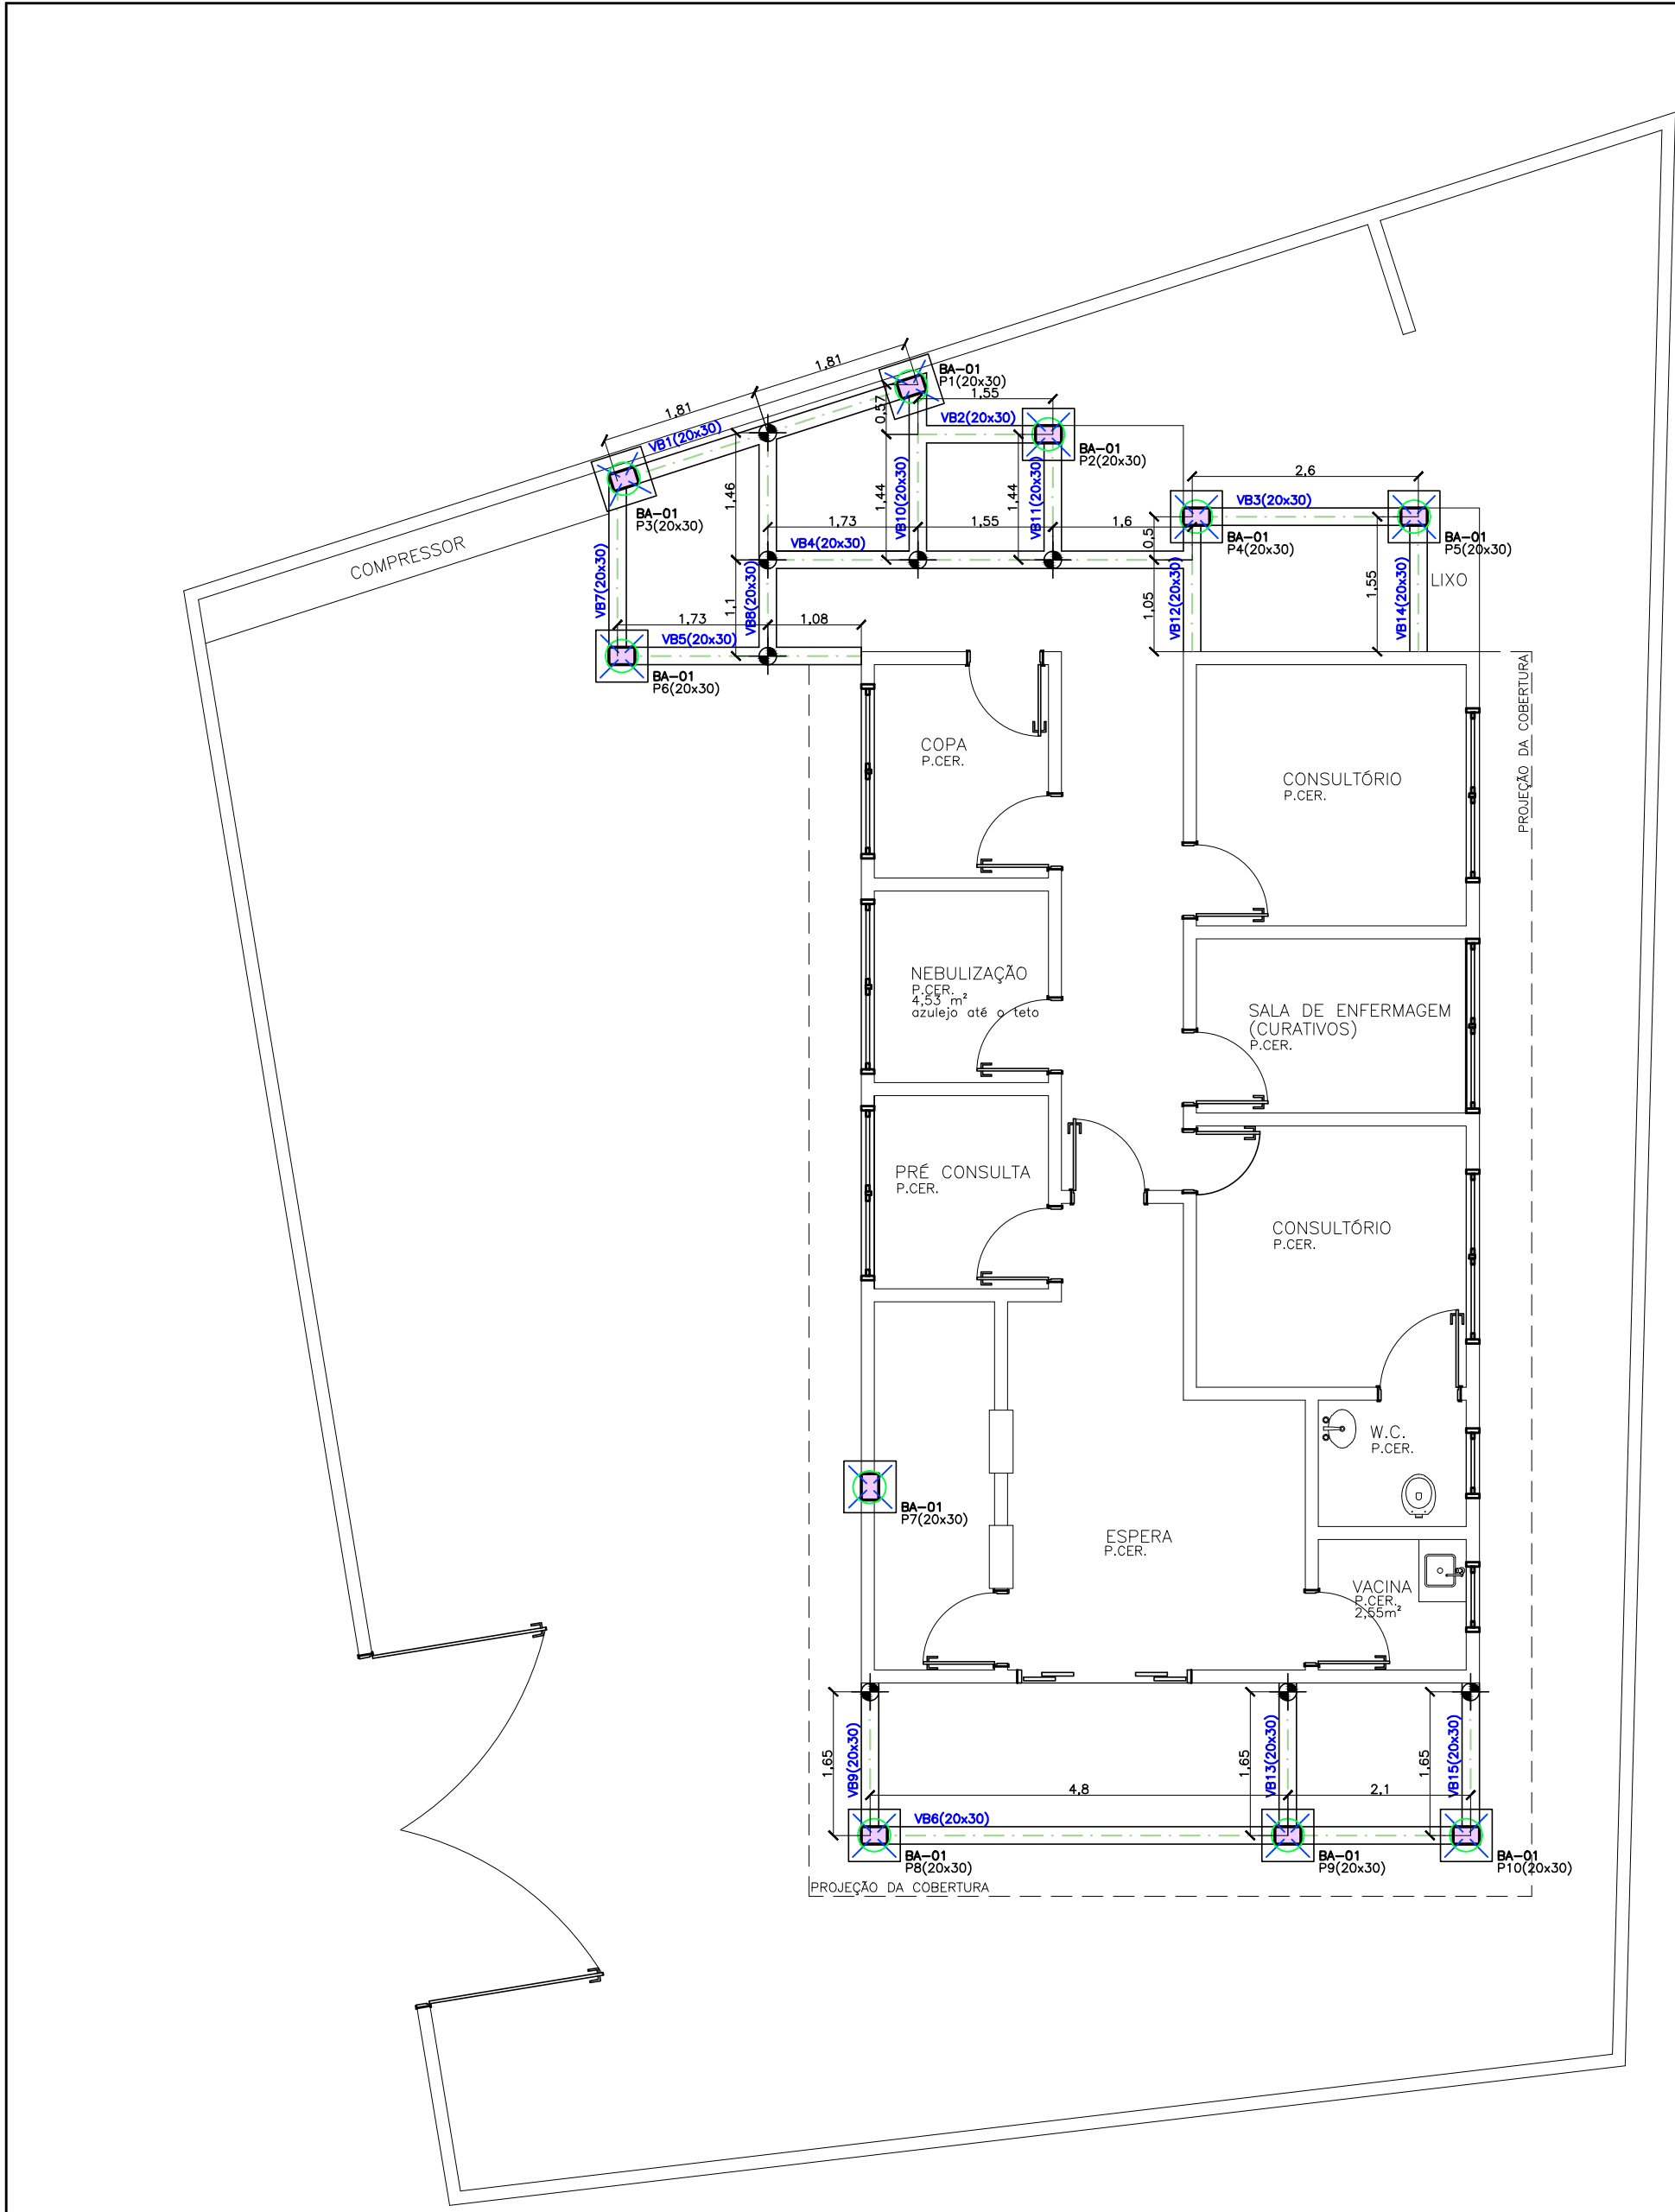 1,81
BA-01
P1(20x30)
1,81
0,57
1,55
VB1(20x30)
VB2(20x30)
BA-01
P2(20x30)
2,6
VB3(20x30)
BA-01
P3(20x30)
1,46
1,44
VB10(20x30)
1,44
VB11(20x30)
1,73
1,55
1,6
0,5
BA-01
P4(20x30)
BA-01
P5(20x30)
COMPRESSOR
VB4(20x30)
VB7(20x30)
1,1
VB8(20x30)
1,05
VB12(20x30)
1,55
VB14(20x30)
LIXO
1,73
1,08
VB5(20x30)
BA-01
P6(20x30)
PROJEÇÃO DA COBERTURA
COPA
P.CER.
CONSULTÓRIO
P.CER.
NEBULIZAÇÃO
P.CER.
4,53 m²
azulejo até o teto
SALA DE ENFERMAGEM
(CURATIVOS)
P.CER.
PRÉ CONSULTA
P.CER.
CONSULTÓRIO
P.CER.
W.C.
P.CER.
BA-01
P7(20x30)
ESPERA
P.CER.
VACINA
P.CER.
2,55m²
1,65
VB9(20x30)
1,65
VB13(20x30)
1,65
VB15(20x30)
4,8
2,1
VB6(20x30)
BA-01
P8(20x30)
BA-01
P9(20x30)
BA-01
P10(20x30)
PROJEÇÃO DA COBERTURA